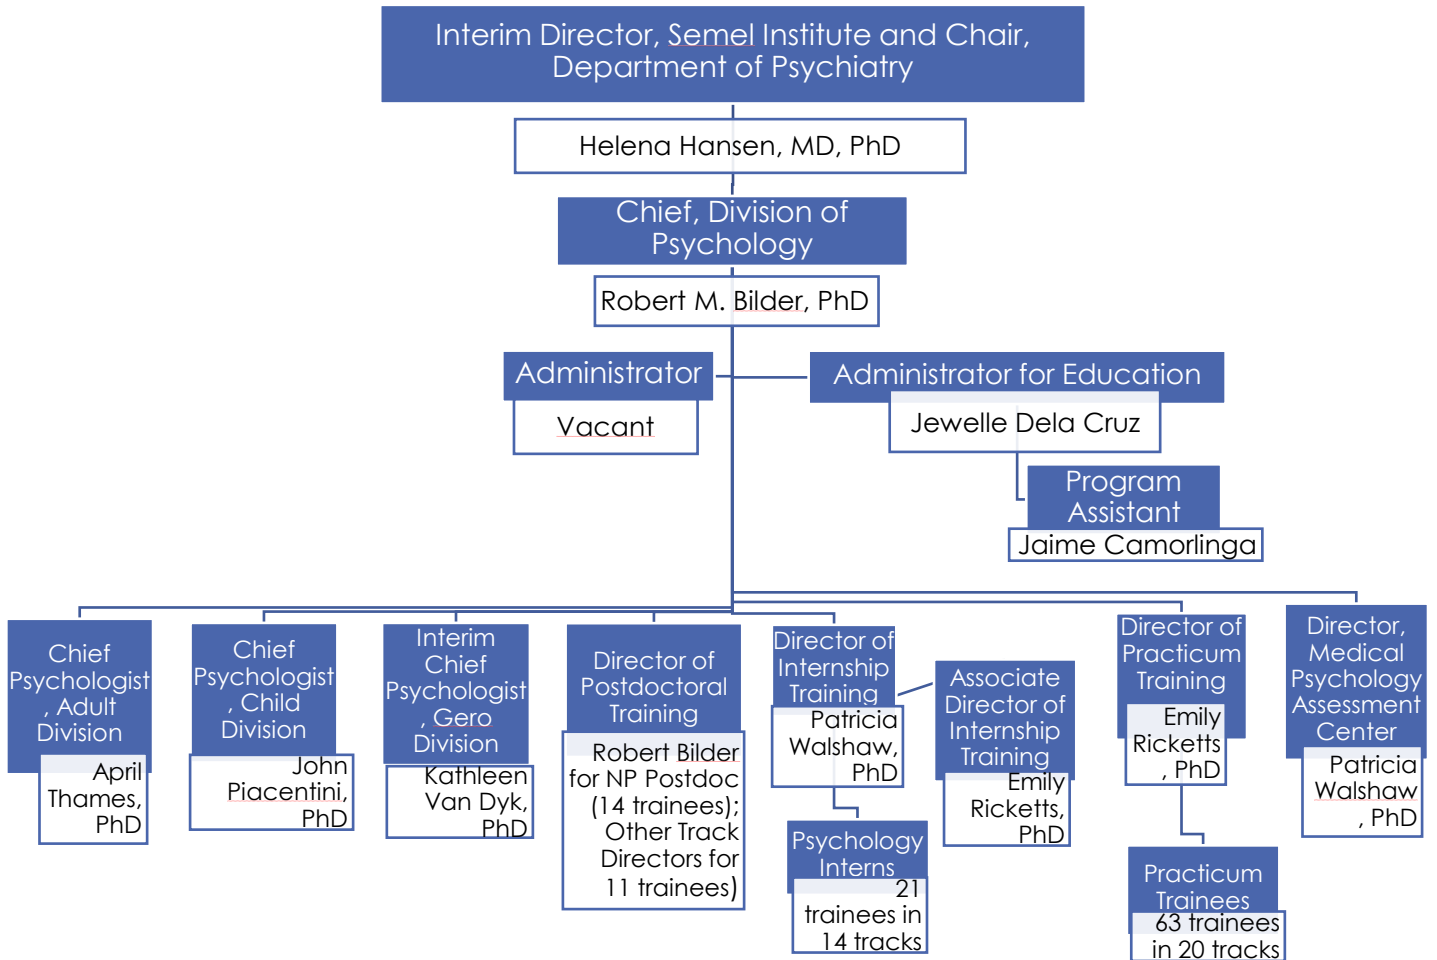 Interim Director, Semel Institute and Chair,
Department of Psychiatry
Helena Hansen, MD, PhD
Chief, Division of
Psychology
Robert M. Bilder, PhD
Administrator
Vacant
Administrator for Education
Jewelle Dela Cruz
Program
Assistant
Jaime Camorlinga
Chief
Psychologist
, Adult
Division
April
Thames,
PhD
Chief
Psychologist
, Child
Division
John
Piacentini,
PhD
Interim
Chief
Psychologist
, Gero
Division
Kathleen
Van Dyk,
PhD
Director of
Postdoctoral
Training
Robert Bilder
for NP Postdoc
(14 trainees);
Other Track
Directors for
11 trainees)
Director of
Internship
Training
Patricia
Walshaw,
PhD
Psychology
Interns
21
trainees in
14 tracks
Associate
Director of
Internship
Training
Emily
Ricketts,
PhD
Director of
Practicum
Training
Emily
Ricketts
, PhD
Practicum
Trainees
63 trainees
in 20 tracks
Director,
Medical
Psychology
Assessment
Center
Patricia
Walshaw
, PhD